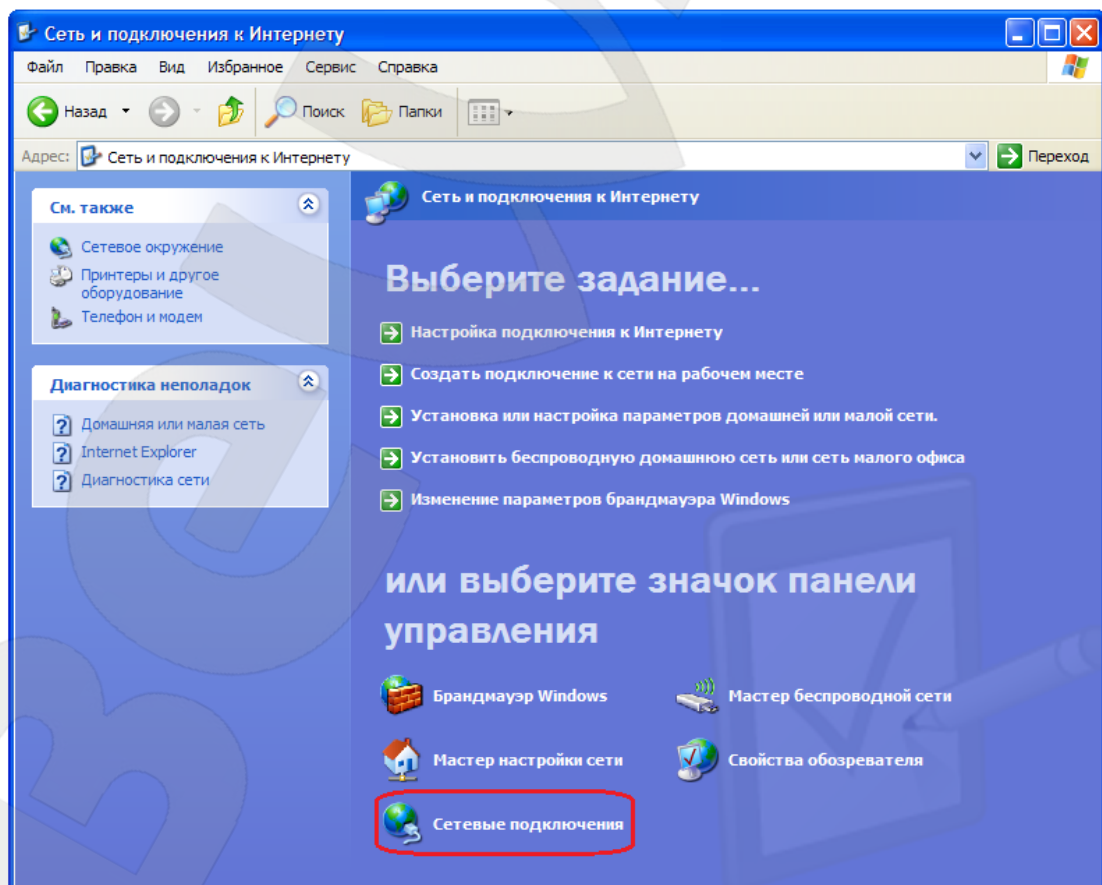 Сеть и подключения к Интернету
Файл Правка Вид Избранное Сервис Справка
Назад Поиск Папки
Адрес: Сеть и подключения к Интернету Переход
См. также
Сетевое окружение
Принтеры и другое
оборудование
Телефон и модем
Диагностика неполадок
Домашняя или малая сеть
Internet Explorer
Диагностика сети
Сеть и подключения к Интернету
Выберите задание...
Настройка подключения к Интернету
Создать подключение к сети на рабочем месте
Установка или настройка параметров домашней или малой сети.
Установить беспроводную домашнюю сеть или сеть малого офиса
Изменение параметров брандмауэра Windows
или выберите значок панели
управления
Брандмауэр Windows Мастер беспроводной сети
Мастер настройки сети Свойства обозревателя
Сетевые подключения